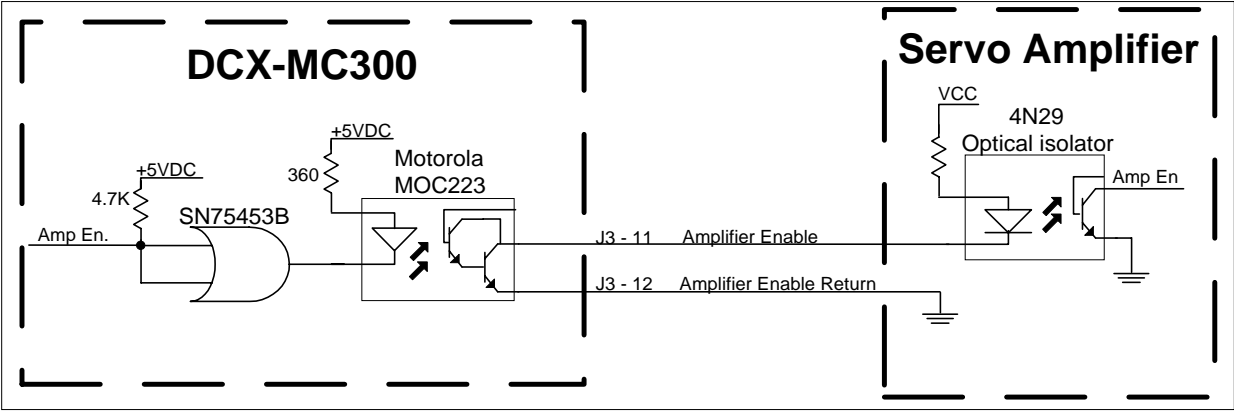 DCX-MC300
Servo Amplifier
VCC
4N29
Optical isolator
+5VDC
Motorola
MOC223
360
+5VDC
4.7K
Amp En
SN75453B
Amp En.
J3 - 11 Amplifier Enable
J3 - 12 Amplifier Enable Return